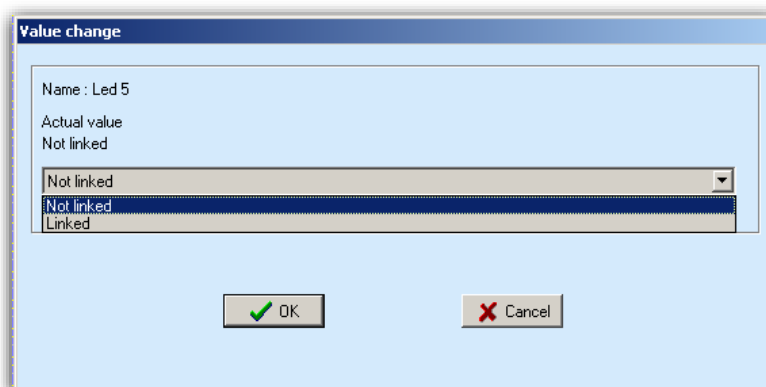 Value change
Name : Led 5
Actual value
Not linked
Not linked
Not linked
Linked
OK
Cancel